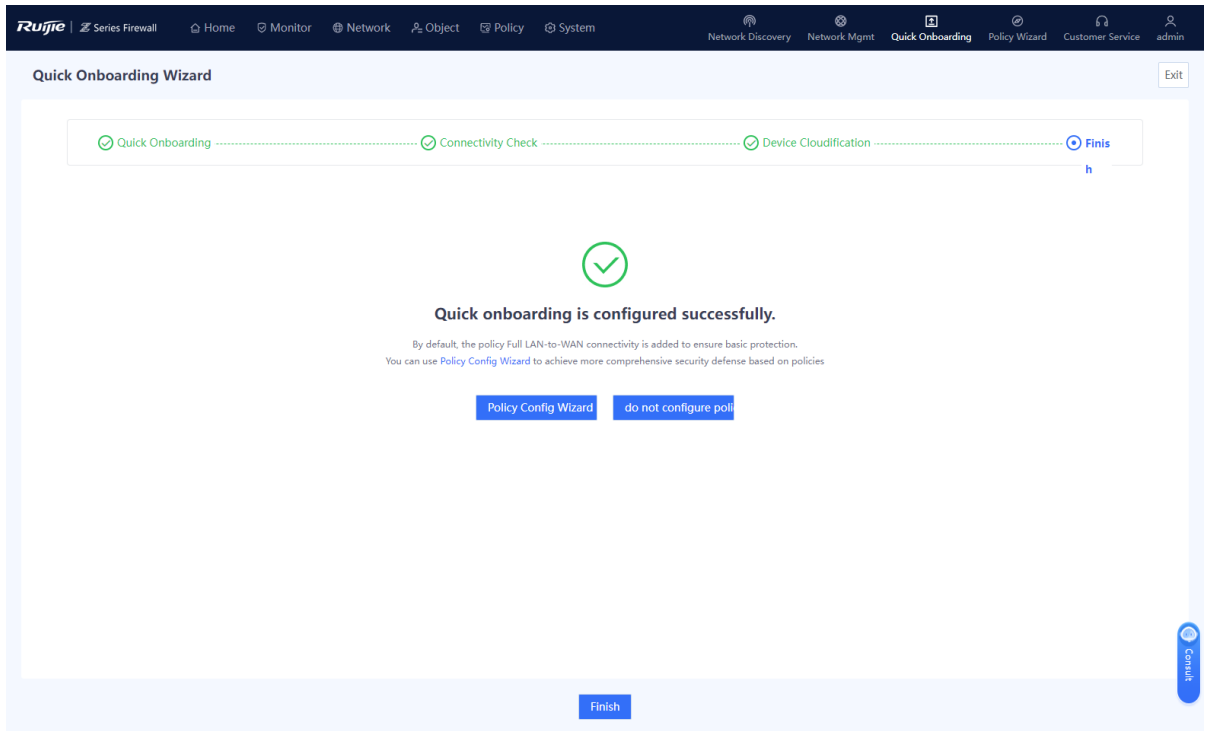 Ruijie | Z Series Firewall Home Monitor Network Object Policy System Network Discovery Network Mgmt Quick Onboarding Policy Wizard Customer Service admin
Quick Onboarding Wizard Exit
Quick Onboarding Connectivity Check Device Cloudification Finis
h
Quick onboarding is configured successfully.
By default, the policy Full LAN-to-WAN connectivity is added to ensure basic protection.
You can use Policy Config Wizard to achieve more comprehensive security defense based on policies
Policy Config Wizard do not configure poli
Consult
Finish